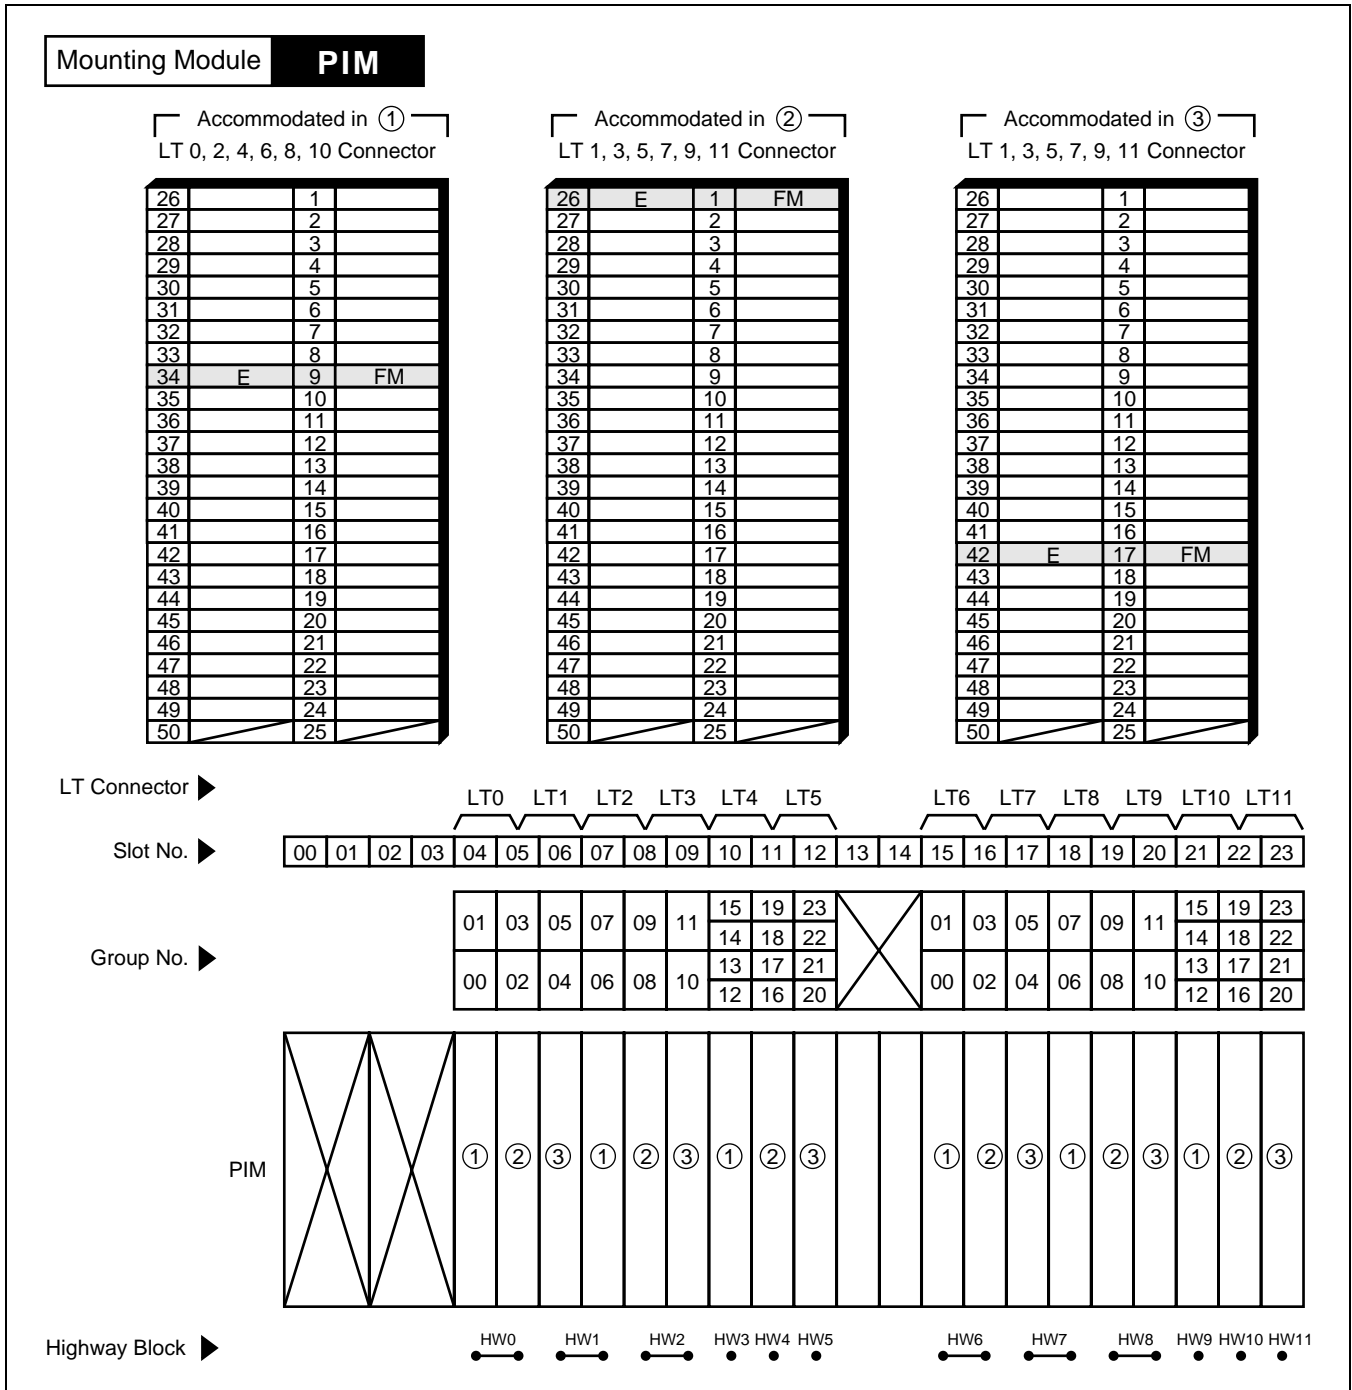 Mounting Module PIM
Accommodated in ① Accommodated in ② Accommodated in ③
LT 0, 2, 4, 6, 8, 10 Connector LT 1, 3, 5, 7, 9, 11 Connector LT 1, 3, 5, 7, 9, 11 Connector
26 1 26 E 1 FM 26 1
27 2 27 2 27 2
28 3 28 3 28 3
29 4 29 4 29 4
30 5 30 5 30 5
31 6 31 6 31 6
32 7 32 7 32 7
33 8 33 8 33 8
34 E 9 FM 34 9 34 9
35 10 35 10 35 10
36 11 36 11 36 11
37 12 37 12 37 12
38 13 38 13 38 13
39 14 39 14 39 14
40 15 40 15 40 15
41 16 41 16 41 16
42 17 42 17 42 E 17 FM
43 18 43 18 43 18
44 19 44 19 44 19
45 20 45 20 45 20
46 21 46 21 46 21
47 22 47 22 47 22
48 23 48 23 48 23
49 24 49 24 49 24
50 25 50 25 50 25
LT Connector LT0 LT1 LT2 LT3 LT4 LT5 LT6 LT7 LT8 LT9 LT10 LT11
Slot No. 00 01 02 03 04 05 06 07 08 09 10 11 12 13 14 15 16 17 18 19 20 21 22 23
Group No.
01 03 05 07 09 11 15 19 23 01 03 05 07 09 11 15 19 23
14 18 22 14 18 22
00 02 04 06 08 10 13 17 21 00 02 04 06 08 10 13 17 21
12 16 20 12 16 20
PIM ① ② ③ ① ② ③ ① ② ③ ① ② ③ ① ② ③ ① ② ③
Highway Block HW0 HW1 HW2 HW3 HW4 HW5 HW6 HW7 HW8 HW9 HW10 HW11